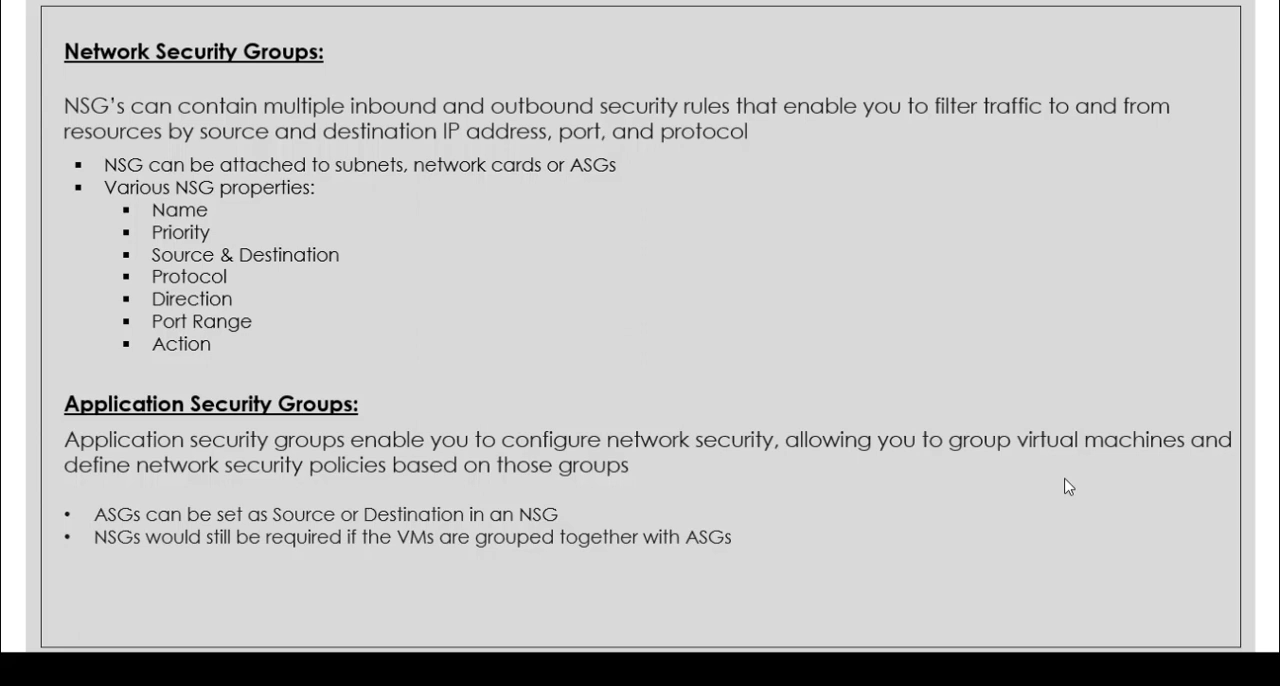 Network Security Groups:
NSG's can contain multiple inbound and outbound security rules that enable you to filter traffic to and from
resources by source and destination IP address, port, and protocol
▪ NSG can be attached to subnets, network cards or ASGs
▪ Various NSG properties:
▪ Name
▪ Priority
▪ Source & Destination
▪ Protocol
▪ Direction
▪ Port Range
▪ Action
Application Security Groups:
Application security groups enable you to configure network security, allowing you to group virtual machines and
define network security policies based on those groups
• ASGs can be set as Source or Destination in an NSG
• NSGs would still be required if the VMs are grouped together with ASGs